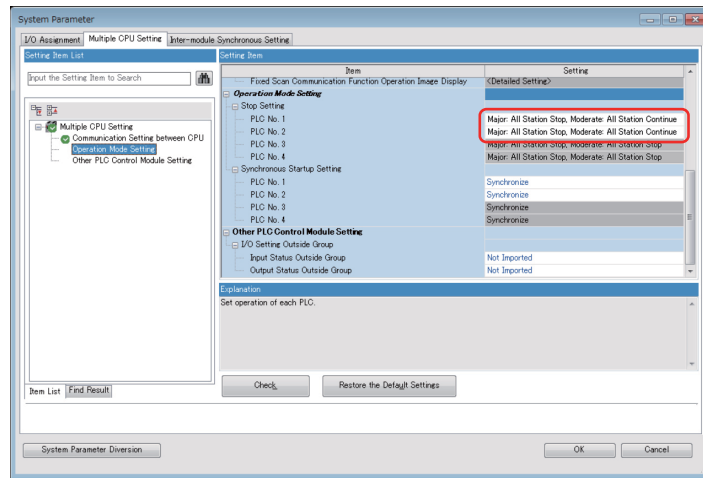 System Parameter
I/O Assignment Multiple CPU Setting Inter-module Synchronous Setting
Setting Item List
Input the Setting Item to Search
Multiple CPU Setting
Communication Setting between CPU
Operation Mode Setting
Other PLC Control Module Setting
Item List Find Result
Setting Item
Item Setting
Fixed Scan Communication Function Operation Image Display <Detailed Setting>
Operation Mode Setting
Stop Setting
PLC No. 1 Major: All Station Stop, Moderate: All Station Continue
PLC No. 2 Major: All Station Stop, Moderate: All Station Continue
PLC No. 3 Major: All Station Stop, Moderate: All Station Stop
PLC No. 4 Major: All Station Stop, Moderate: All Station Stop
Synchronous Startup Setting
PLC No. 1 Synchronize
PLC No. 2 Synchronize
PLC No. 3 Synchronize
PLC No. 4 Synchronize
Other PLC Control Module Setting
I/O Setting Outside Group
Input Status Outside Group Not Imported
Output Status Outside Group Not Imported
Explanation
Set operation of each PLC.
Check Restore the Default Settings
System Parameter Diversion OK Cancel